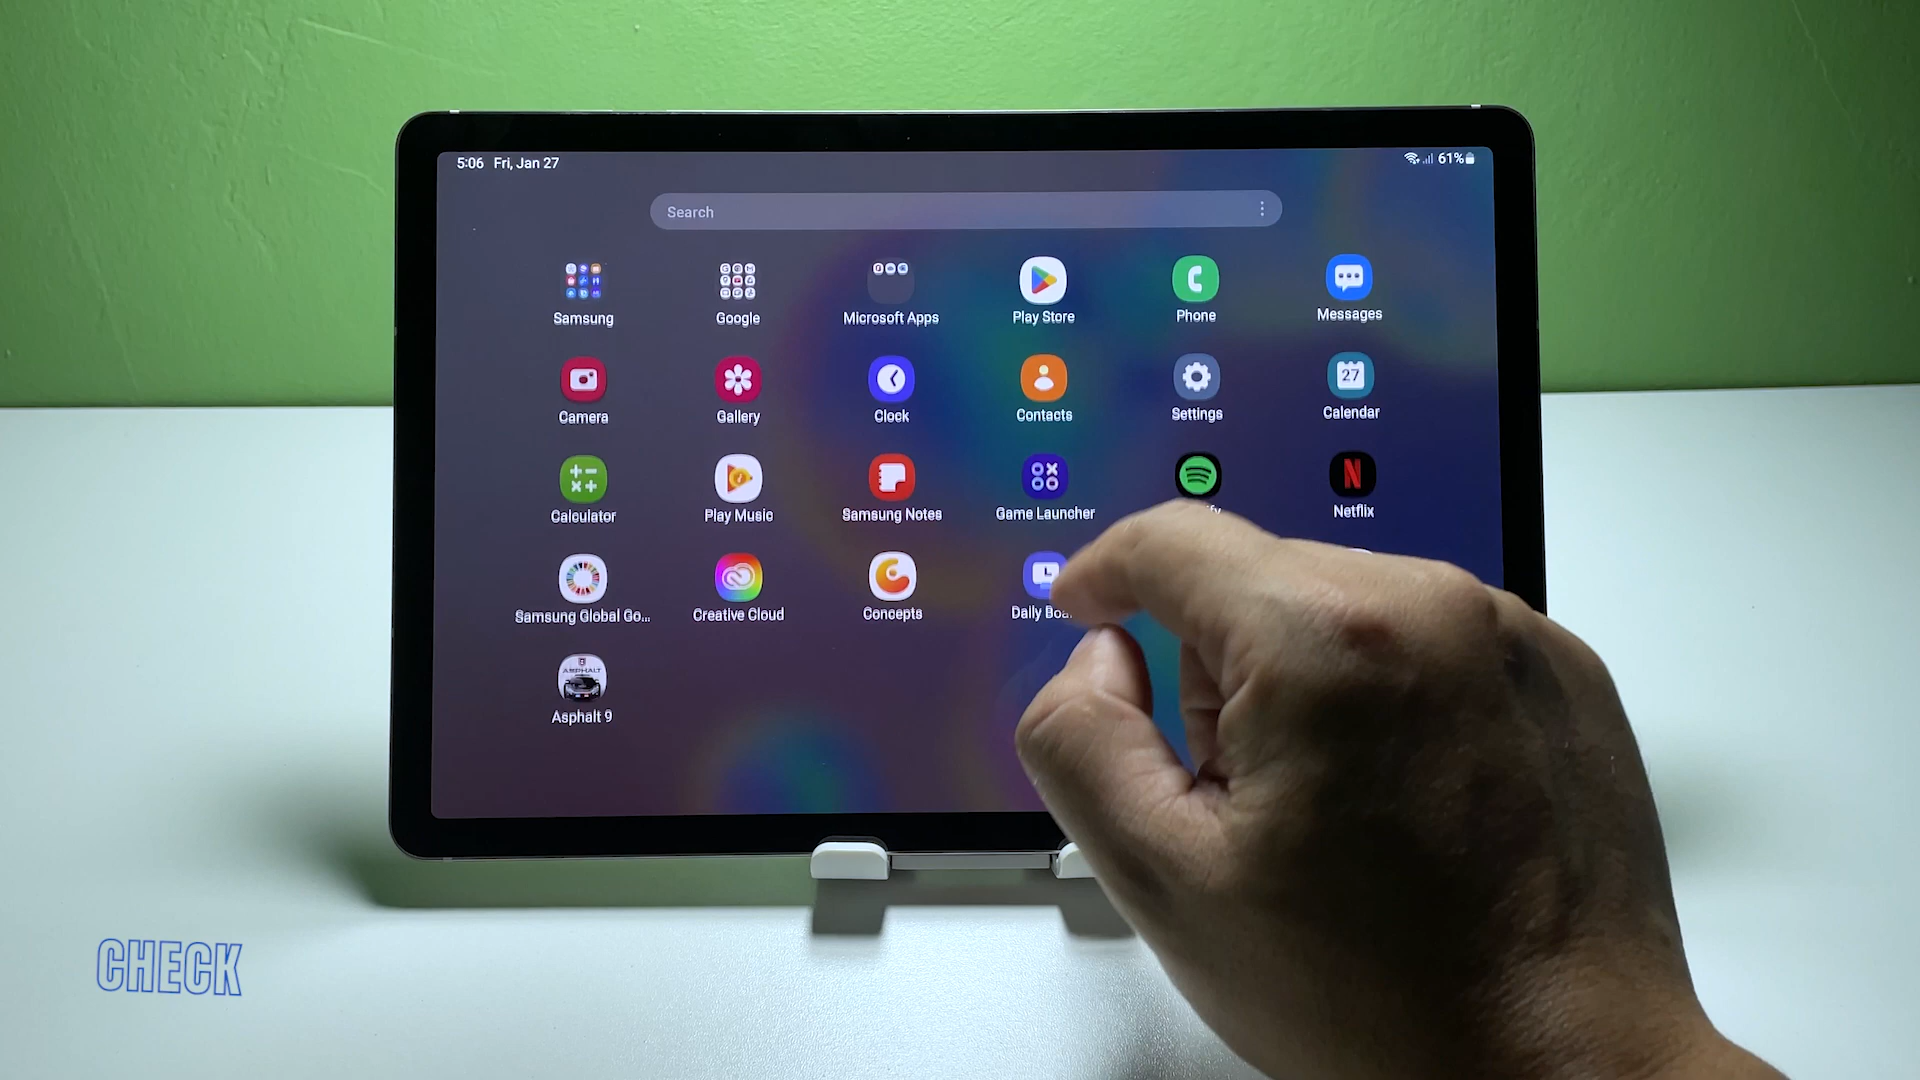 5:06 Fri, Jan 27
61%
Search
Samsung
Google
Microsoft Apps
Play Store
Phone
Messages
Camera
Gallery
Clock
Contacts
Settings
27
Calendar
Calculator
Play Music
Samsung Notes
Game Launcher
Netflix
Samsung Global Go...
Creative Cloud
Concepts
Daily
ASPHALT
Asphalt 9
CHECK